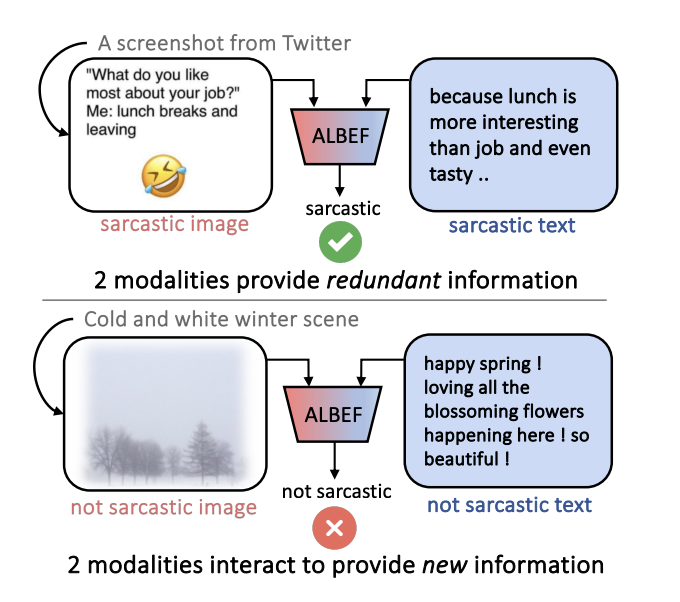 A screenshot from Twitter
"What do you like
most about your job?"
Me: lunch breaks and
leaving
ALBEF
because lunch is
more interesting
than job and even
tasty ..
sarcastic
sarcastic image
sarcastic text
2 modalities provide redundant information
Cold and white winter scene
ALBEF
happy spring !
loving all the
blossoming flowers
happening here ! so
beautiful !
not sarcastic
not sarcastic image
not sarcastic text
2 modalities interact to provide new information